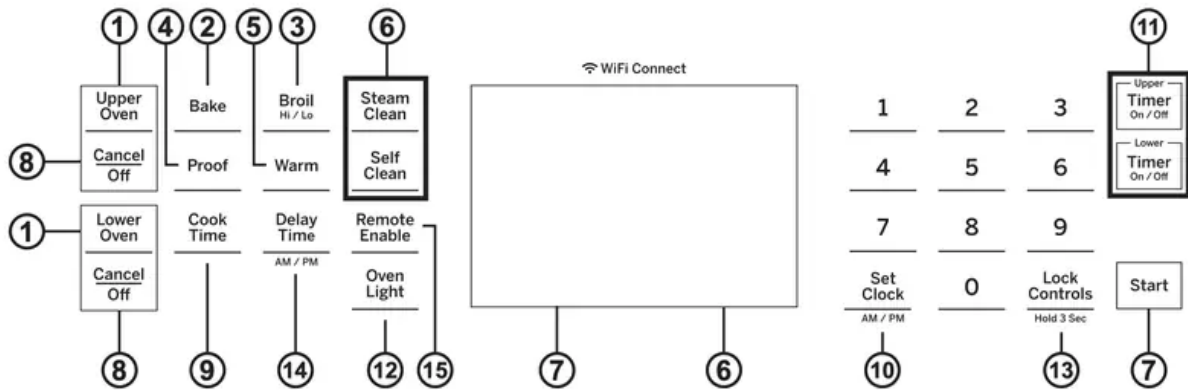 1 4 2 5 3 6 11
WiFi Connect
Upper
Oven
Bake
Broil
Hi / Lo
Steam
Clean
1 2 3
Upper
Timer
On / Off
8
Cancel
Off
Proof
Warm
Self
Clean
4 5 6
Lower
Timer
On / Off
1
Lower
Oven
Cook
Time
Delay
Time
AM / PM
Remote
Enable
7 8 9
Cancel
Off
Oven
Light
Set
Clock
AM / PM
0
Lock
Controls
Hold 3 Sec
Start
8 9 14 12 15 7 6 10 13 7